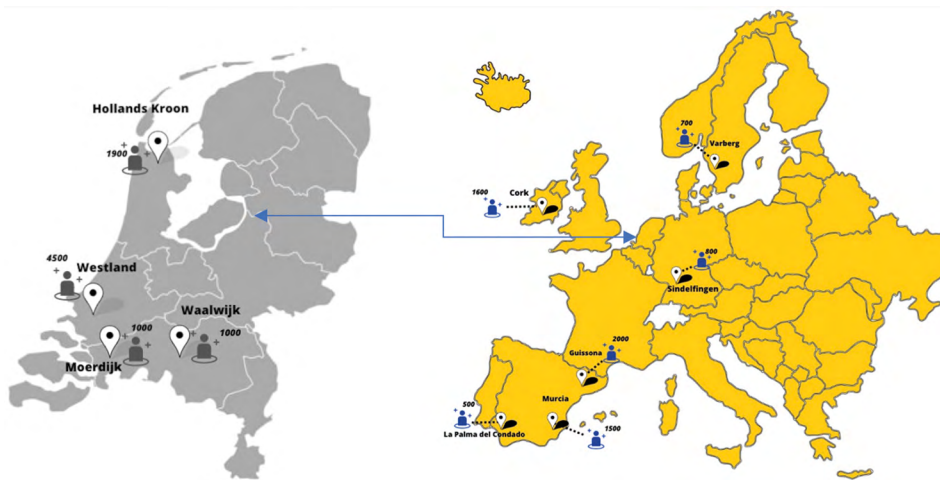 Hollands Kroon
1900
4500
Westland
Waalwijk
1000
1000
Moerdijk
700
Varberg
1600
Cork
800
Sindelfingen
2000
Guissona
Murcia
500
La Palma del Condado
1500